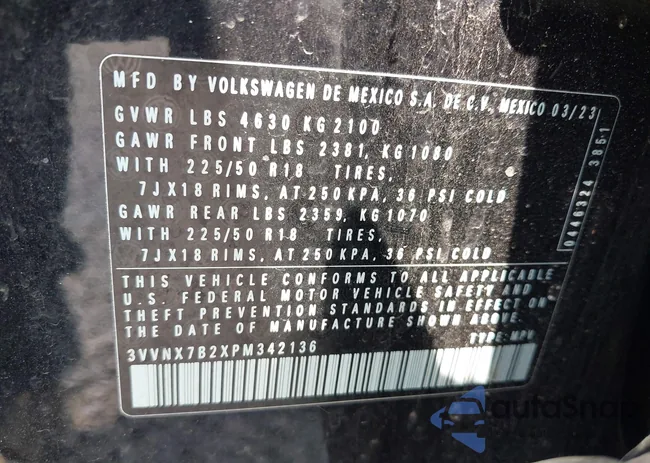 MFD BY VOLKSWAGEN DE MEXICO S.A. DE C.V. MEXICO 03/23
GVWR LBS 4630 KG 2100
GAWR FRONT LBS 2381, KG 1080
WITH 225/50 R18 TIRES,
7JX18 RIMS, AT 250 KPA, 36 PSI COLD
GAWR REAR LBS 2359, KG 1070
WITH 225/50 R18 TIRES,
7JX18 RIMS, AT 250 KPA, 36 PSI COLD
THIS VEHICLE CONFORMS TO ALL APPLICABLE
U.S. FEDERAL MOTOR VEHICLE SAFETY AND
THEFT PREVENTION STANDARDS IN EFFECT ON
THE DATE OF MANUFACTURE SHOWN ABOVE.
TYPE: MPV
3VVNX7B2XPM342136
0446324 3851
autoSnap